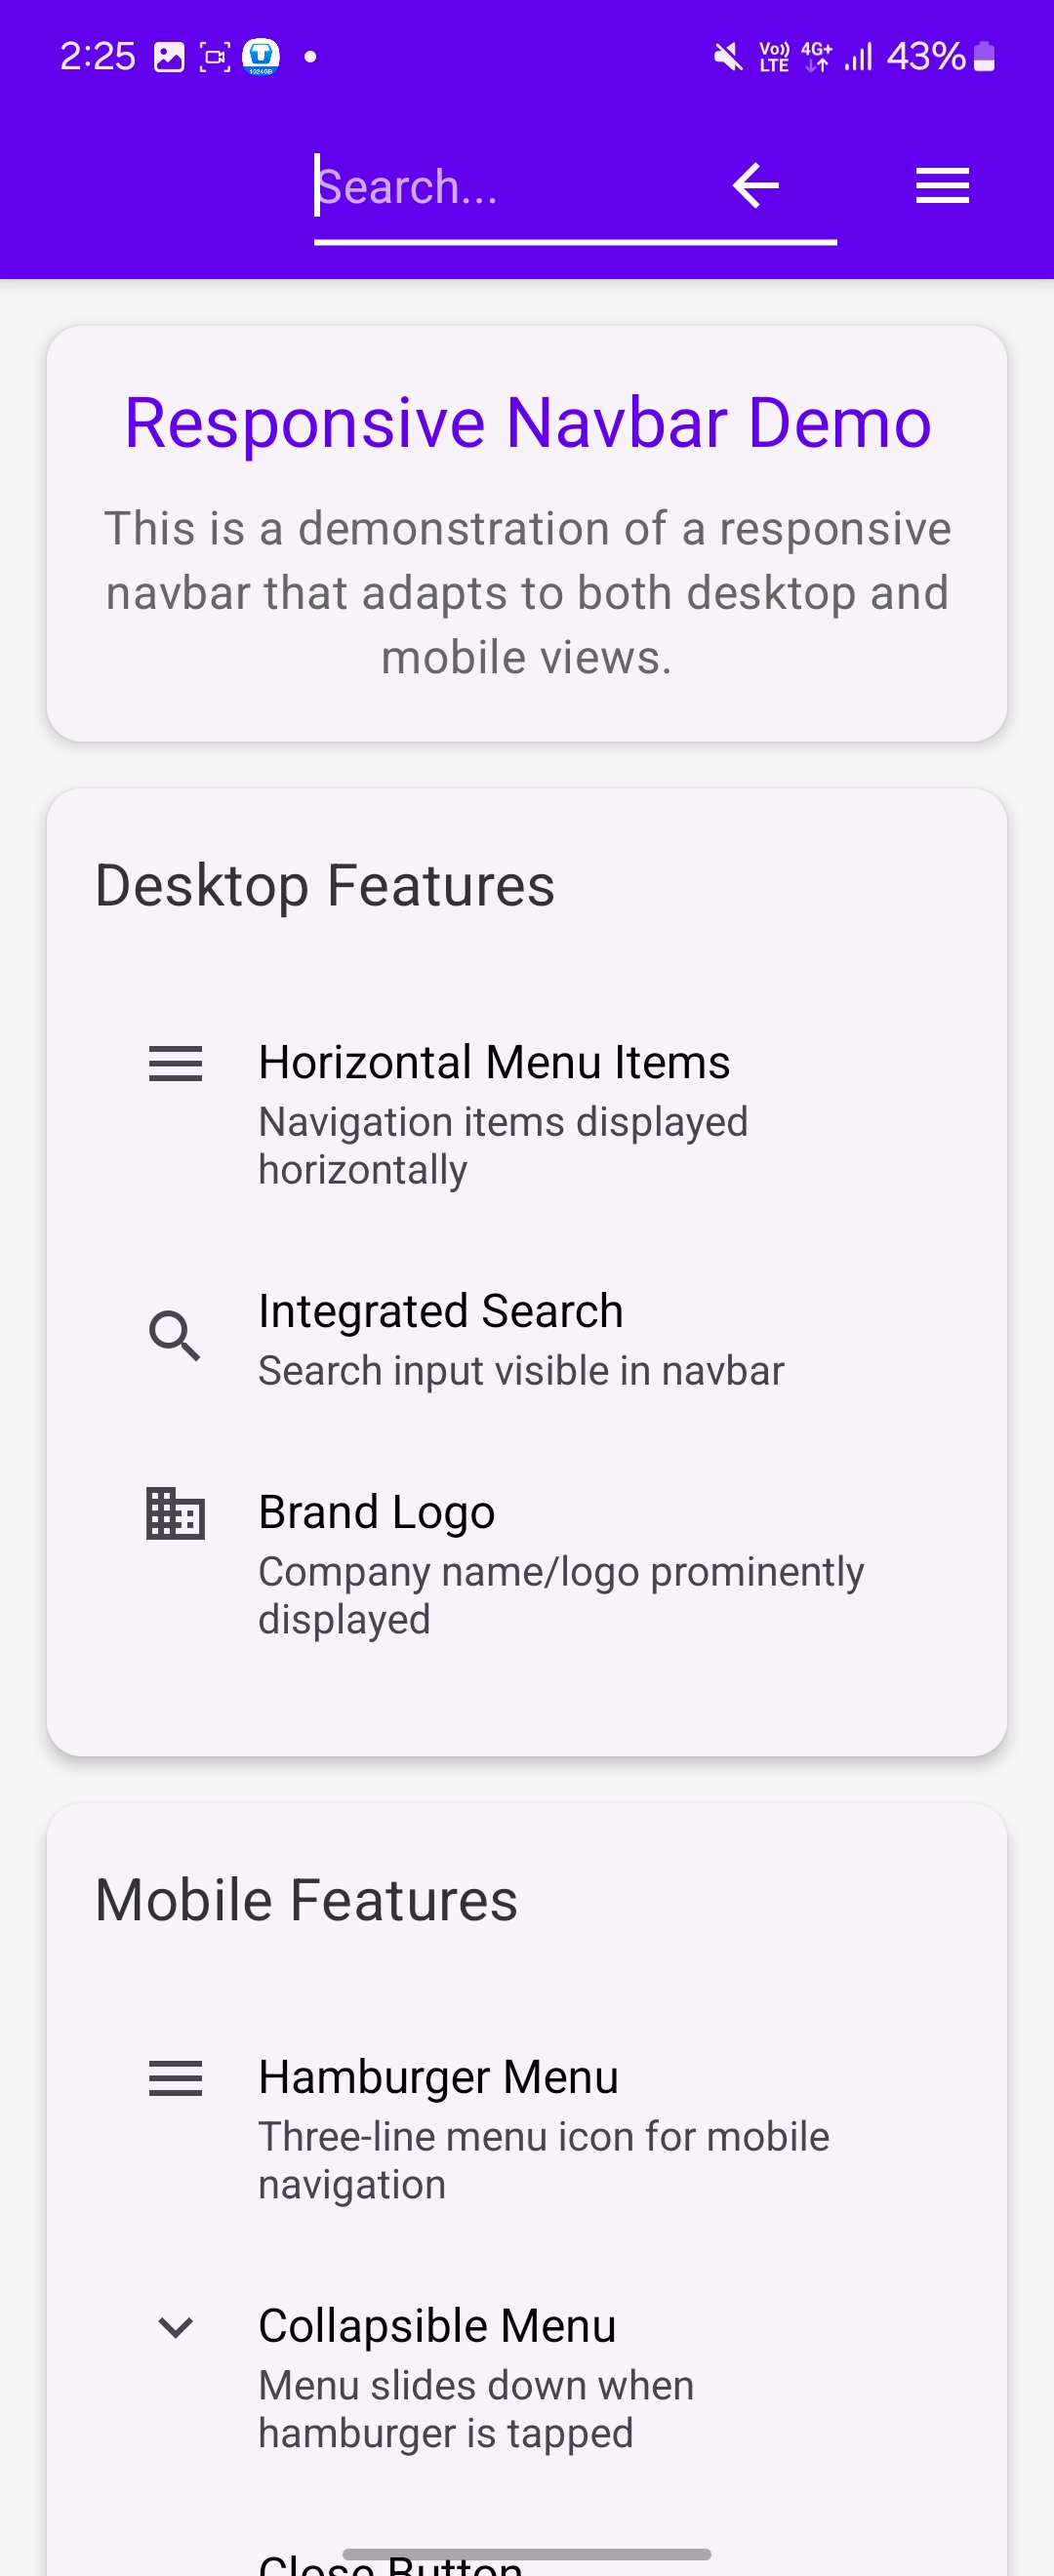 2:25
Vo)) LTE 4G+ 43%
Search...
Responsive Navbar Demo
This is a demonstration of a responsive
navbar that adapts to both desktop and
mobile views.
Desktop Features
Horizontal Menu Items
Navigation items displayed
horizontally
Integrated Search
Search input visible in navbar
Brand Logo
Company name/logo prominently
displayed
Mobile Features
Hamburger Menu
Three-line menu icon for mobile
navigation
Collapsible Menu
Menu slides down when
hamburger is tapped
Close Button